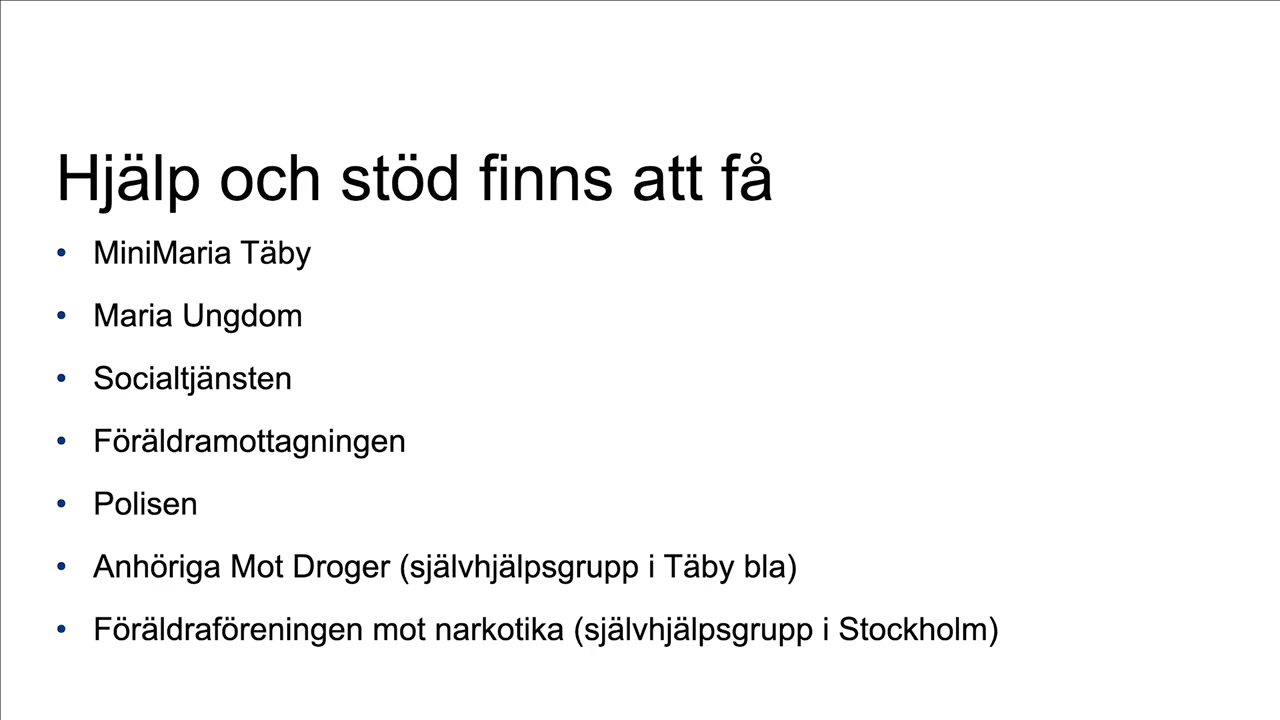 Hjälp och stöd finns att få
• MiniMaria Täby
• Maria Ungdom
• Socialtjänsten
• Föräldramottagningen
• Polisen
• Anhöriga Mot Droger (självhjälpsgrupp i Täby bla)
• Föräldraföreningen mot narkotika (självhjälpsgrupp i Stockholm)